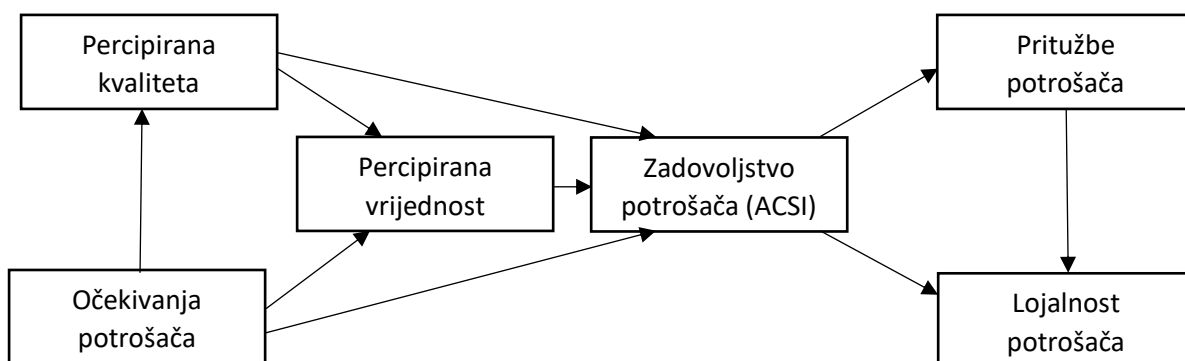 Percipirana
kvaliteta
Pritužbe
potrošača
Percipirana
vrijednost
Zadovoljstvo
potrošača (ACSI)
Očekivanja
potrošača
Lojalnost
potrošača